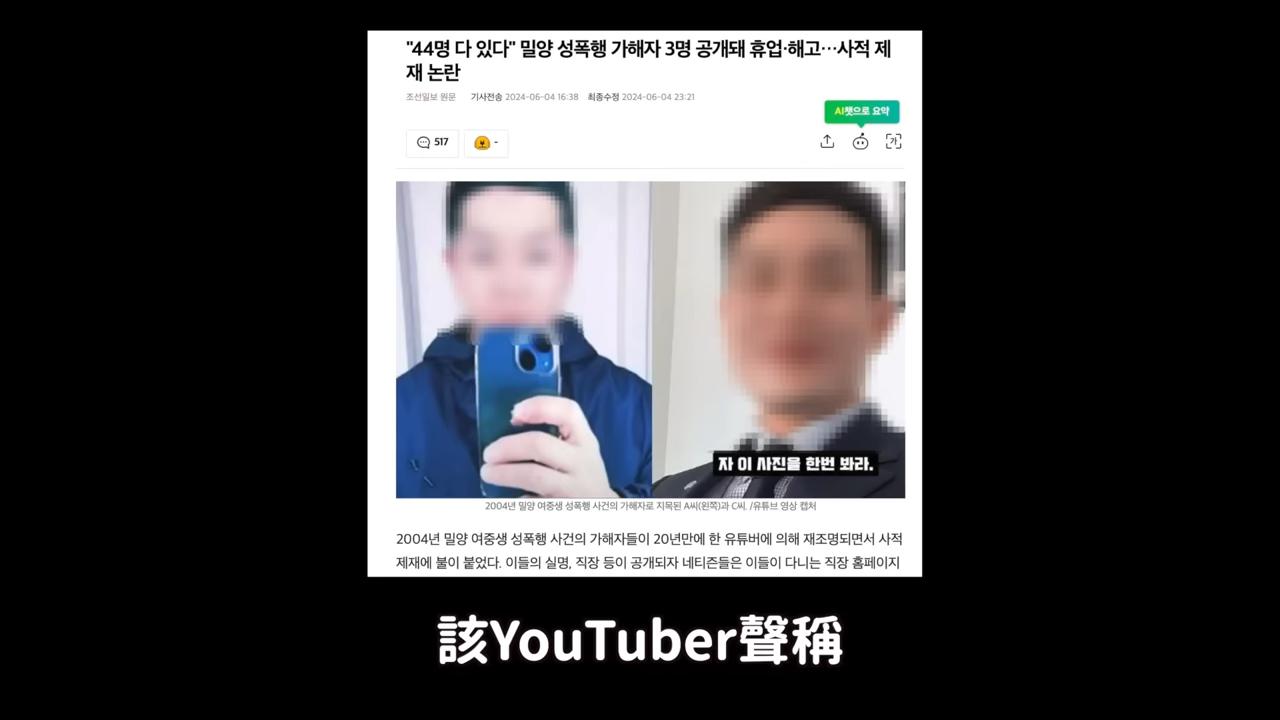 "44명 다 있다" 밀양 성폭행 가해자 3명 공개돼 휴업·해고…사적 제
재 논란
조선일보 원문 기사전송 2024-06-04 16:38 최종수정 2024-06-04 23:21
AI챗으로 요약
517 -
가
자 이 사진을 한번 봐라.
2004년 밀양 여중생 성폭행 사건의 가해자로 지목된 A씨(왼쪽)과 C씨. /유튜브 영상 캡처
2004년 밀양 여중생 성폭행 사건의 가해자들이 20년만에 한 유튜버에 의해 재조명되면서 사적
제재에 불이 붙었다. 이들의 실명, 직장 등이 공개되자 네티즌들은 이들이 다니는 직장 홈페이지
該YouTuber聲稱